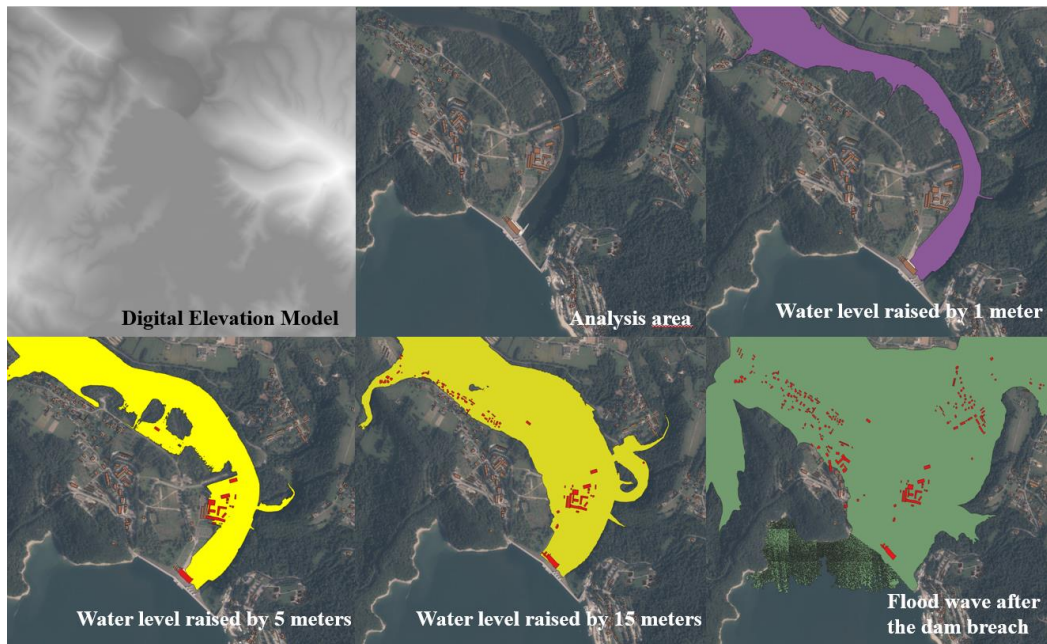 Digital Elevation Model
Analysis area
Water level raised by 1 meter
Water level raised by 5 meters
Water level raised by 15 meters
Flood wave after
the dam breach